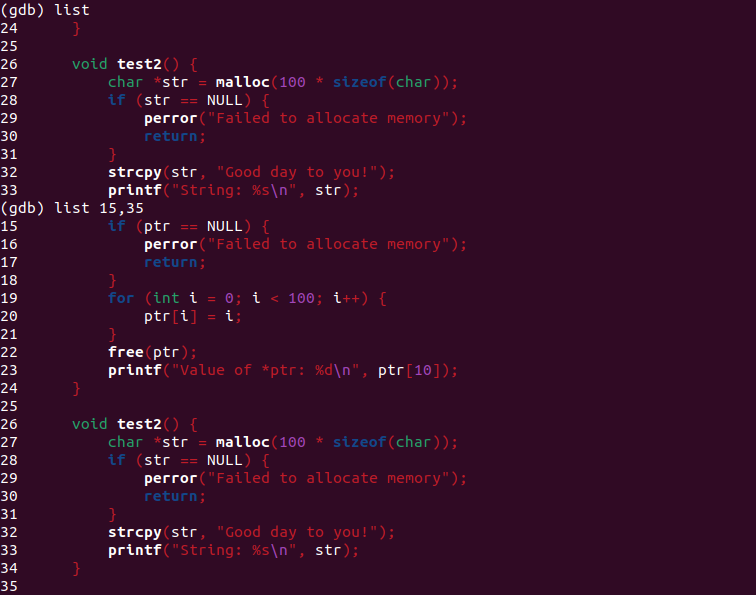 (gdb) list
24      }
25
26      void test2() {
27          char *str = malloc(100 * sizeof(char));
28          if (str == NULL) {
29              perror("Failed to allocate memory");
30              return;
31          }
32          strcpy(str, "Good day to you!");
33          printf("String: %s\n", str);
(gdb) list 15,35
15          if (ptr == NULL) {
16              perror("Failed to allocate memory");
17              return;
18          }
19          for (int i = 0; i < 100; i++) {
20              ptr[i] = i;
21          }
22          free(ptr);
23          printf("Value of *ptr: %d\n", ptr[10]);
24      }
25
26      void test2() {
27          char *str = malloc(100 * sizeof(char));
28          if (str == NULL) {
29              perror("Failed to allocate memory");
30              return;
31          }
32          strcpy(str, "Good day to you!");
33          printf("String: %s\n", str);
34      }
35